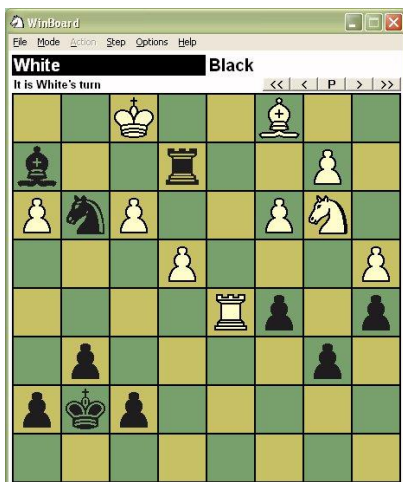 WinBoard
File Mode Action Step Options Help
White Black
It is White's turn << < P > >>